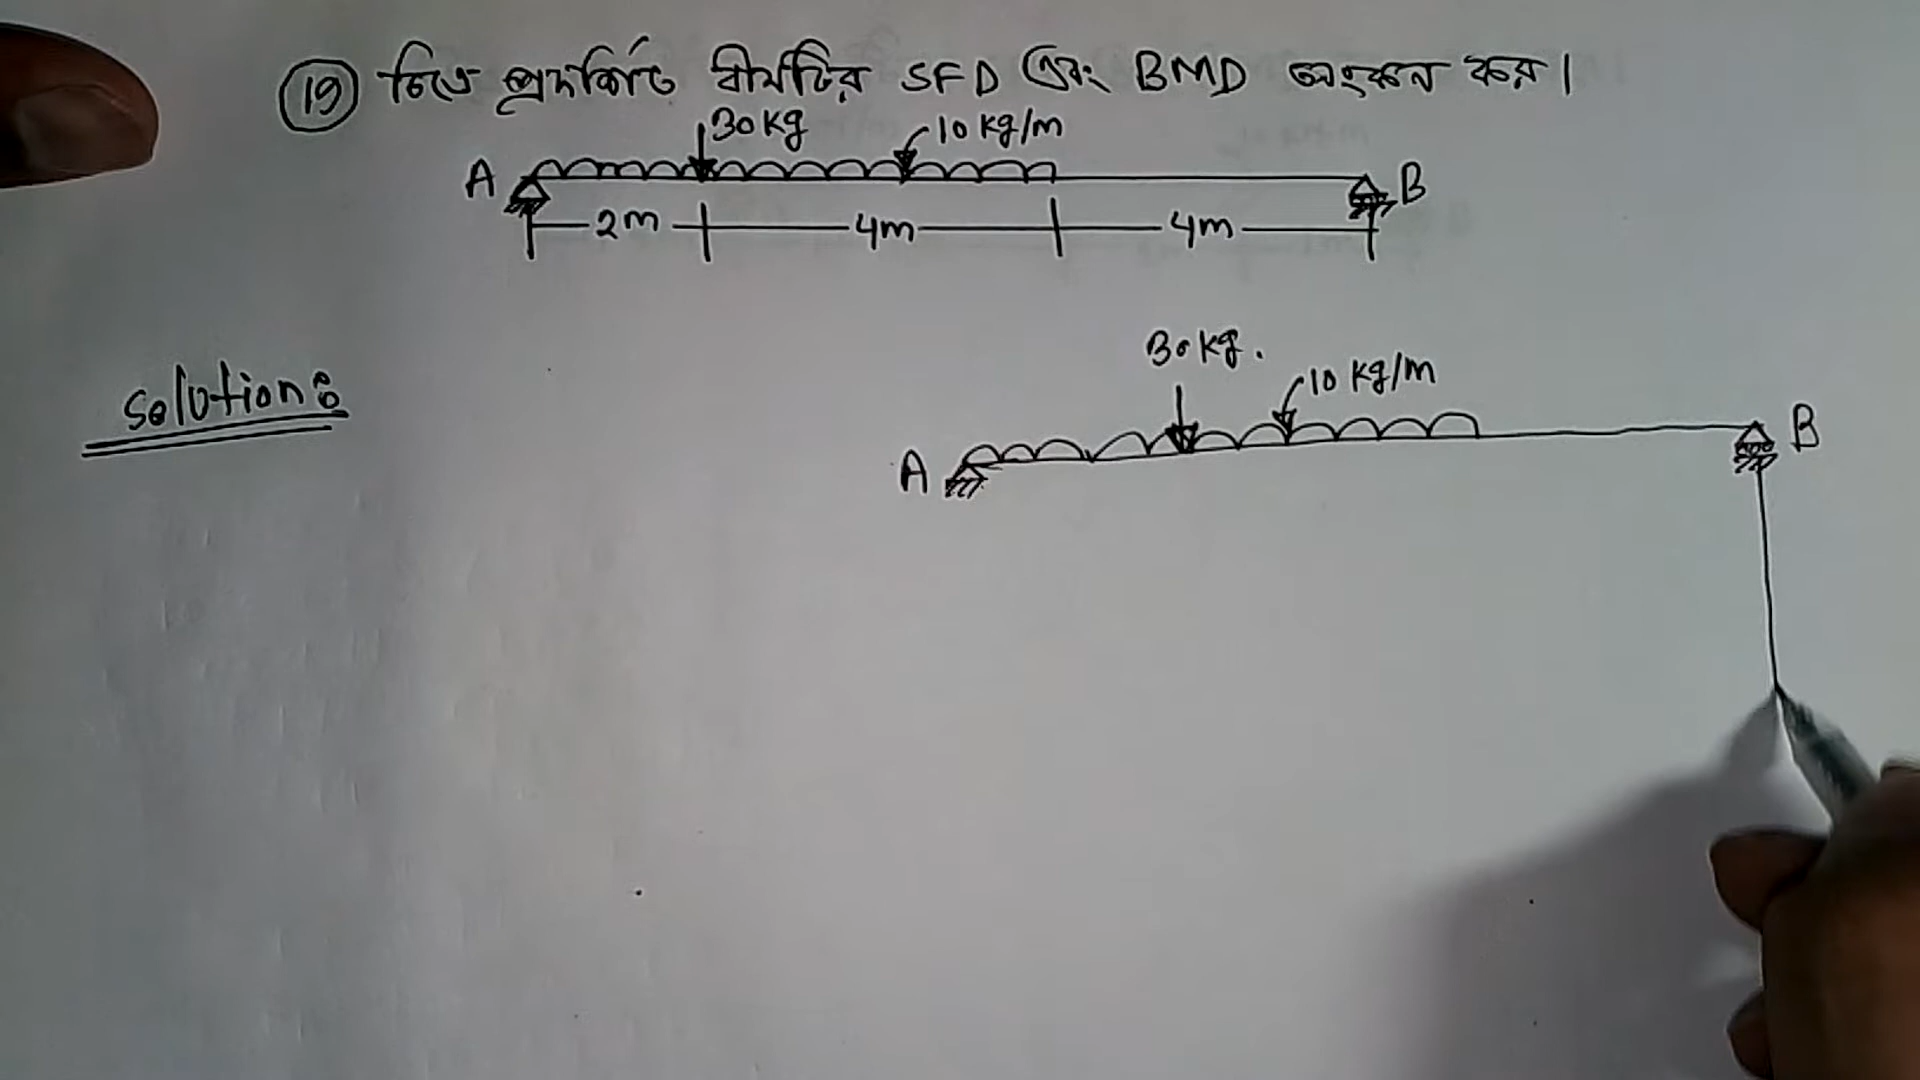 19 চিত্রে প্রদর্শিত বীমটির SFD এবং BMD অংকন কর।
30 kg 10 kg/m
A B
2m 4m 4m
30 kg.
10 kg/m
Solution:
A B